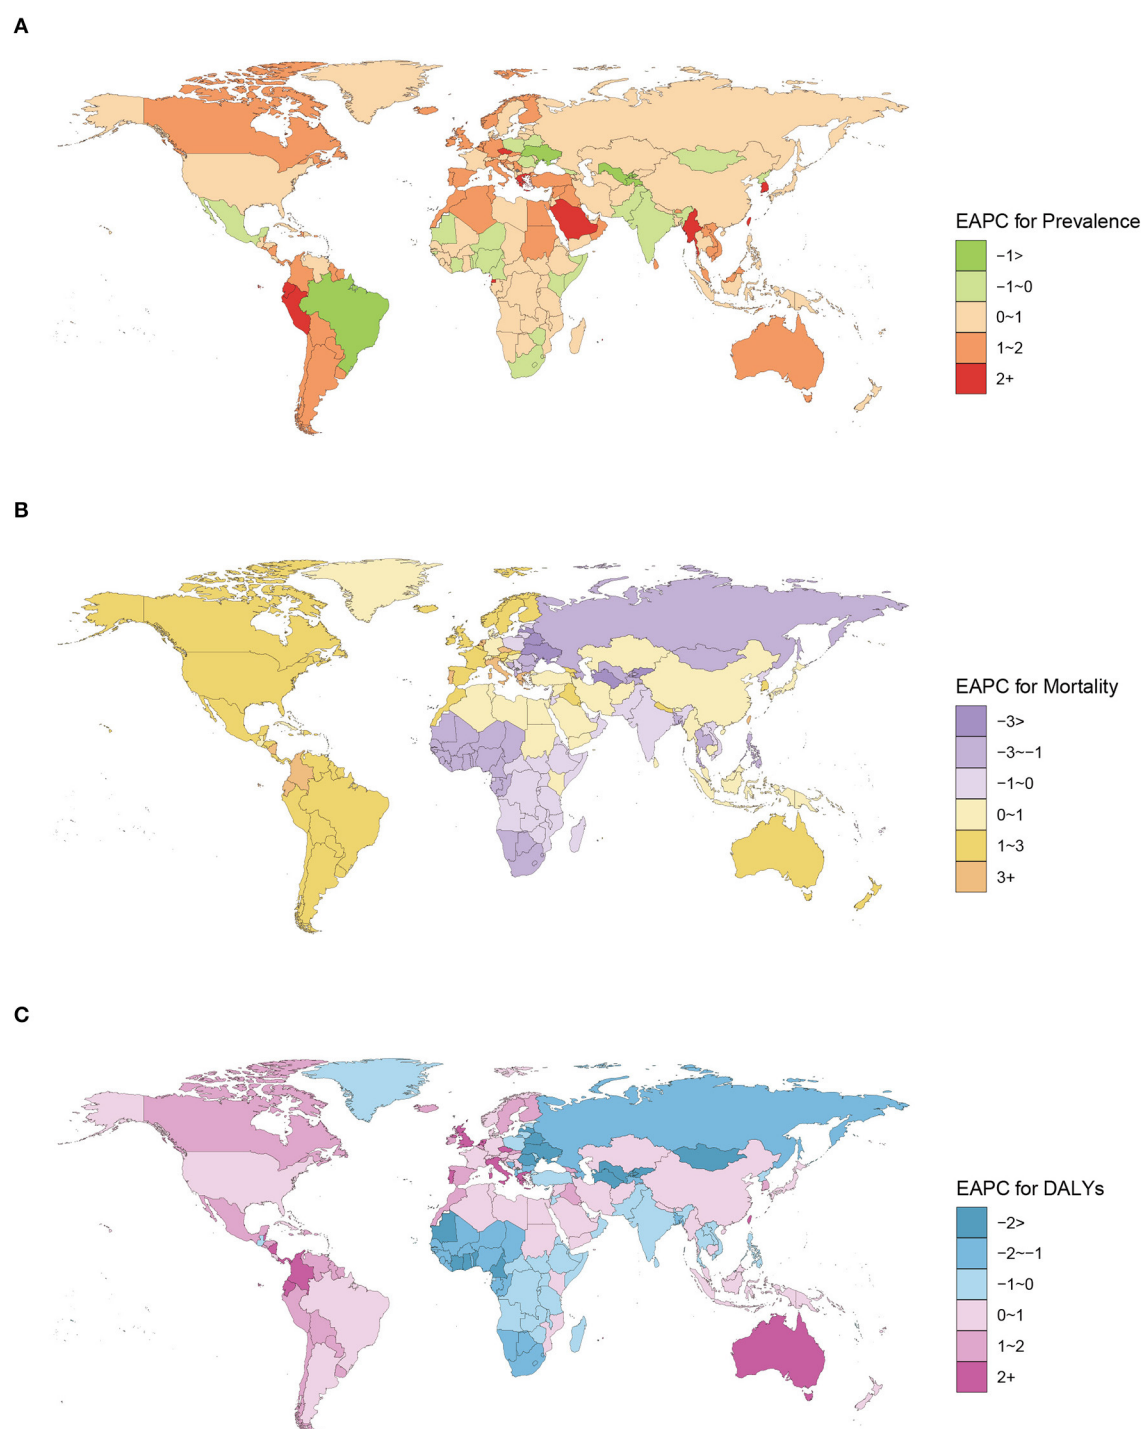 A
EAPC for Prevalence
−1>
−1~0
0~1
1~2
2+
B
EAPC for Mortality
−3>
−3~−1
−1~0
0~1
1~3
3+
C
EAPC for DALYs
−2>
−2~−1
−1~0
0~1
1~2
2+